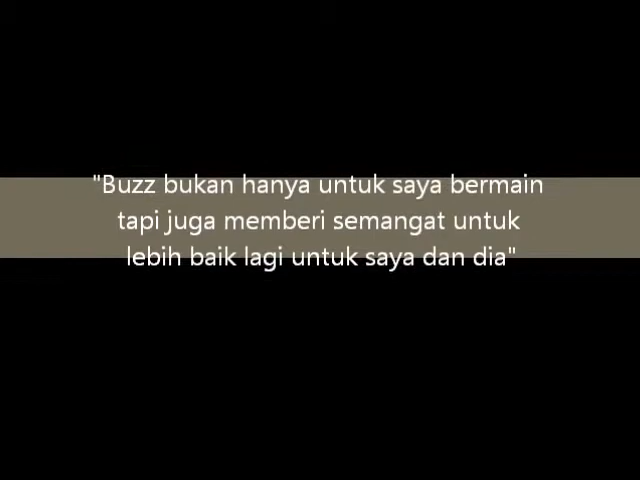 "Buzz bukan hanya untuk saya bermain
tapi juga memberi semangat untuk
lebih baik lagi untuk saya dan dia"